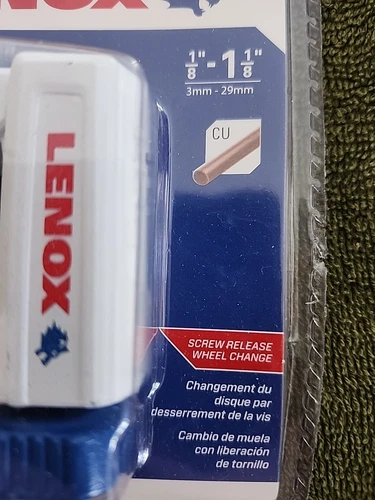 NOX
1/8" - 1 1/8"
3mm - 29mm
CU
LENOX
SCREW RELEASE
WHEEL CHANGE
Changement du
disque par
desserrement de la vis
Cambio de muela
con liberación
de tornillo